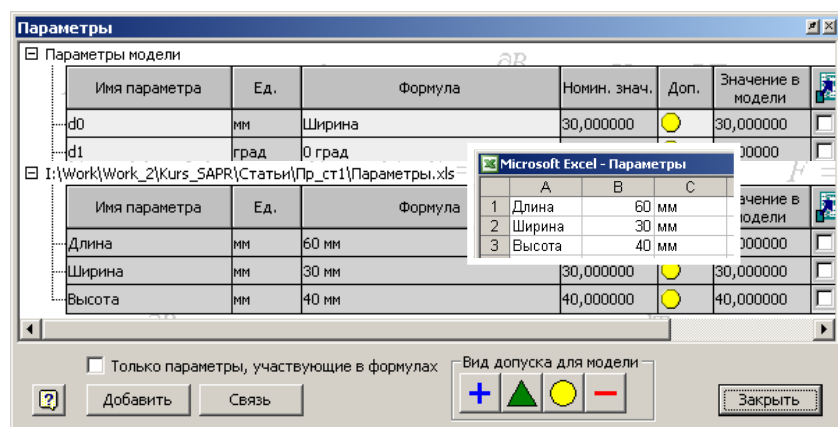 Параметры
Параметры модели
Имя параметра Ед. Формула Номин. знач. Доп. Значение в модели
d0 мм Ширина 30,000000 30,000000
d1 град 0 град
I:\Work\Work_2\Kurs_SAPR\Статьи\Пр_ст1\Параметры.xls
Имя параметра Ед. Формула
Длина мм 60 мм
Ширина мм 30 мм 30,000000 30,000000
Высота мм 40 мм 40,000000 40,000000
Microsoft Excel - Параметры
A B C
1 Длина 60 мм
2 Ширина 30 мм
3 Высота 40 мм
Только параметры, участвующие в формулах
Вид допуска для модели
Добавить Связь Закрыть